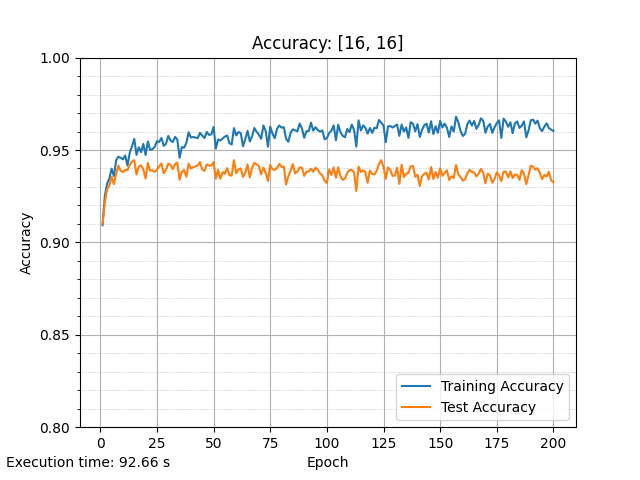 Accuracy: [16, 16]
Accuracy
1.00
0.95
0.90
0.85
0.80
0 25 50 75 100 125 150 175 200
Training Accuracy
Test Accuracy
Execution time: 92.66 s
Epoch